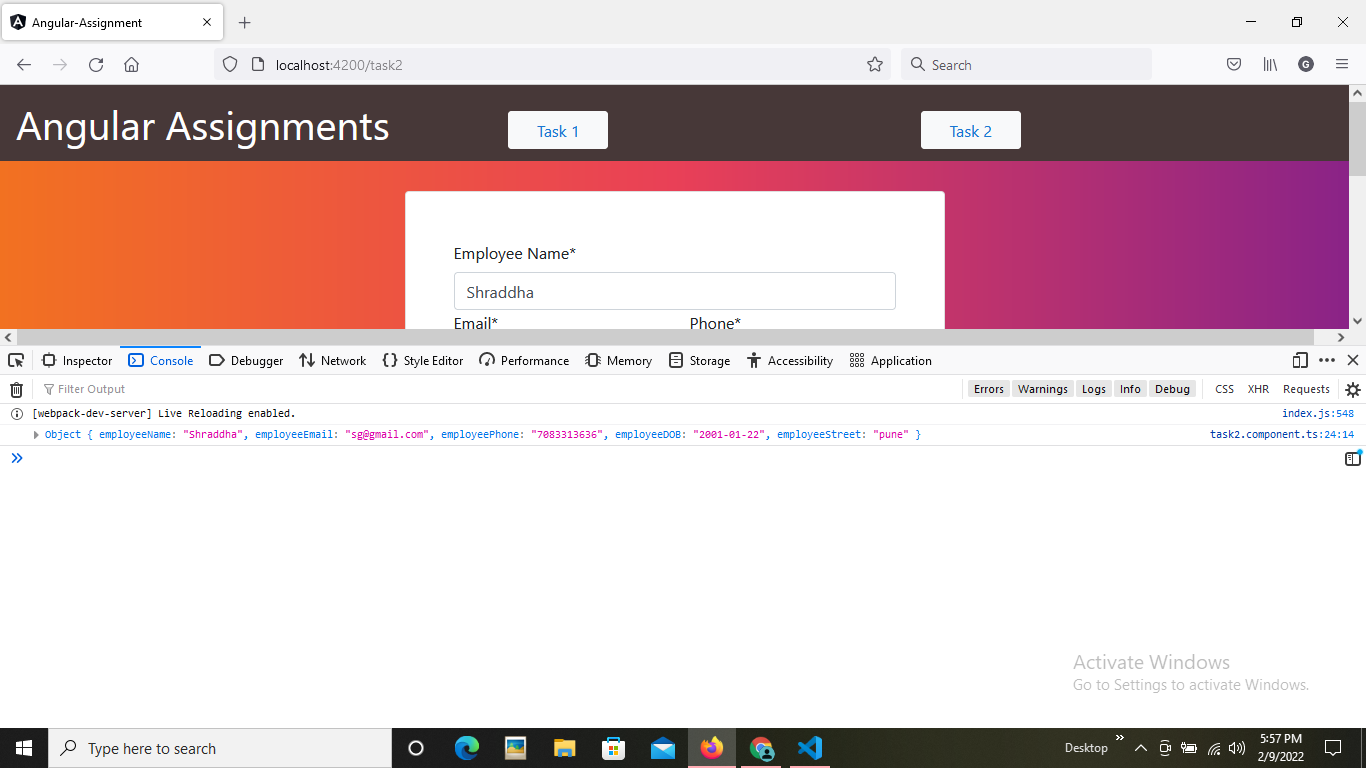 Angular-Assignment
localhost:4200/task2
Search
G
Angular Assignments
Task 1
Task 2
Employee Name*
Shraddha
Email* Phone*
Inspector Console Debugger Network Style Editor Performance Memory Storage Accessibility Application
Filter Output Errors Warnings Logs Info Debug CSS XHR Requests
[webpack-dev-server] Live Reloading enabled. index.js:548
Object { employeeName: "Shraddha", employeeEmail: "sg@gmail.com", employeePhone: "7083313636", employeeDOB: "2001-01-22", employeeStreet: "pune" } task2.component.ts:24:14
Activate Windows
Go to Settings to activate Windows.
Type here to search
Desktop
5:57 PM
2/9/2022